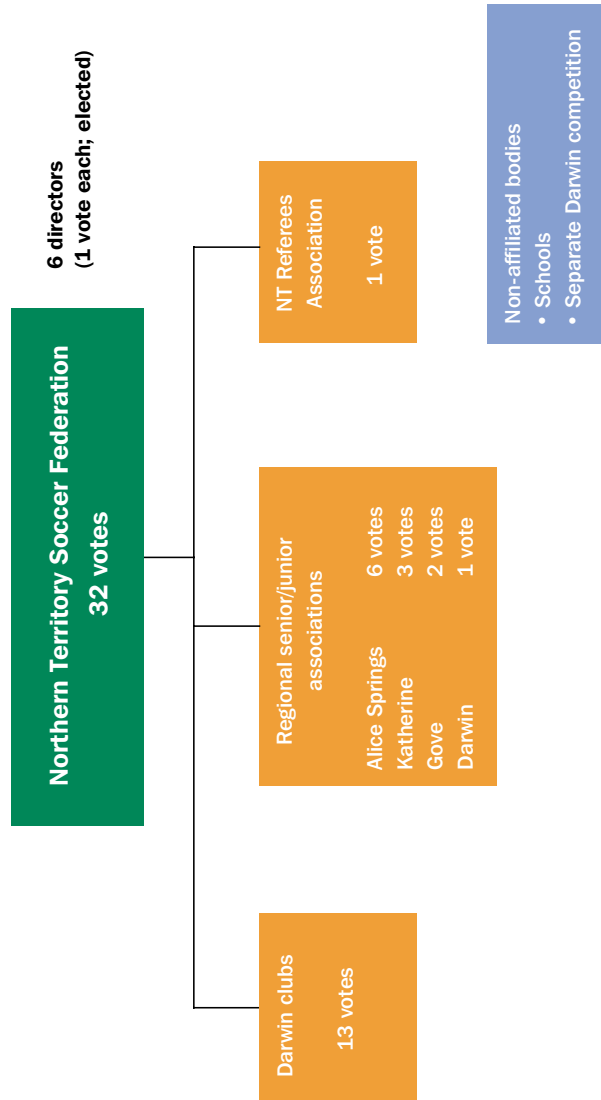 Northern Territory Soccer Federation
32 votes
6 directors
(1 vote each; elected)
Darwin clubs
13 votes
Regional senior/junior
associations
Alice Springs 6 votes
Katherine 3 votes
Gove 2 votes
Darwin 1 vote
NT Referees
Association
1 vote
Non-affiliated bodies
• Schools
• Separate Darwin competition